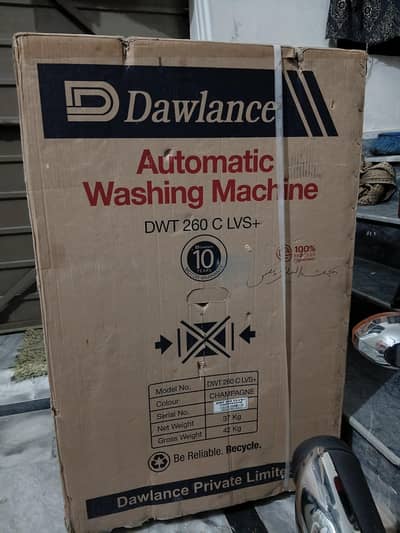 Dawlance
Automatic
Washing Machine
DWT 260 C LVS+
10
YEARS
100%
Model No. DWT 260 C LVS+
Colour CHAMPAGNE
Serial No.
Net Weight 37 Kg
Gross Weight 42 Kg
Be Reliable. Recycle.
Dawlance Private Limite